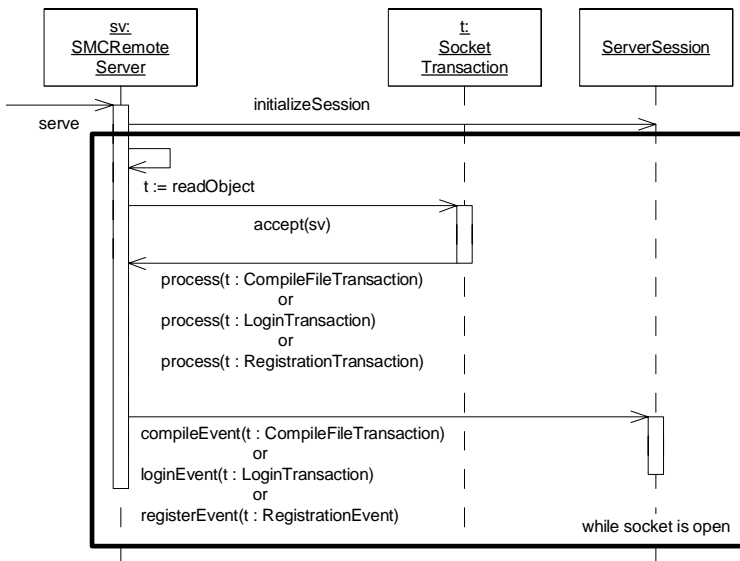 sv:
SMCRemote
Server
t:
Socket
Transaction
ServerSession
serve
initializeSession
t := readObject
accept(sv)
process(t : CompileFileTransaction)
or
process(t : LoginTransaction)
or
process(t : RegistrationTransaction)
compileEvent(t : CompileFileTransaction)
or
loginEvent(t : LoginTransaction)
or
registerEvent(t : RegistrationEvent)
while socket is open